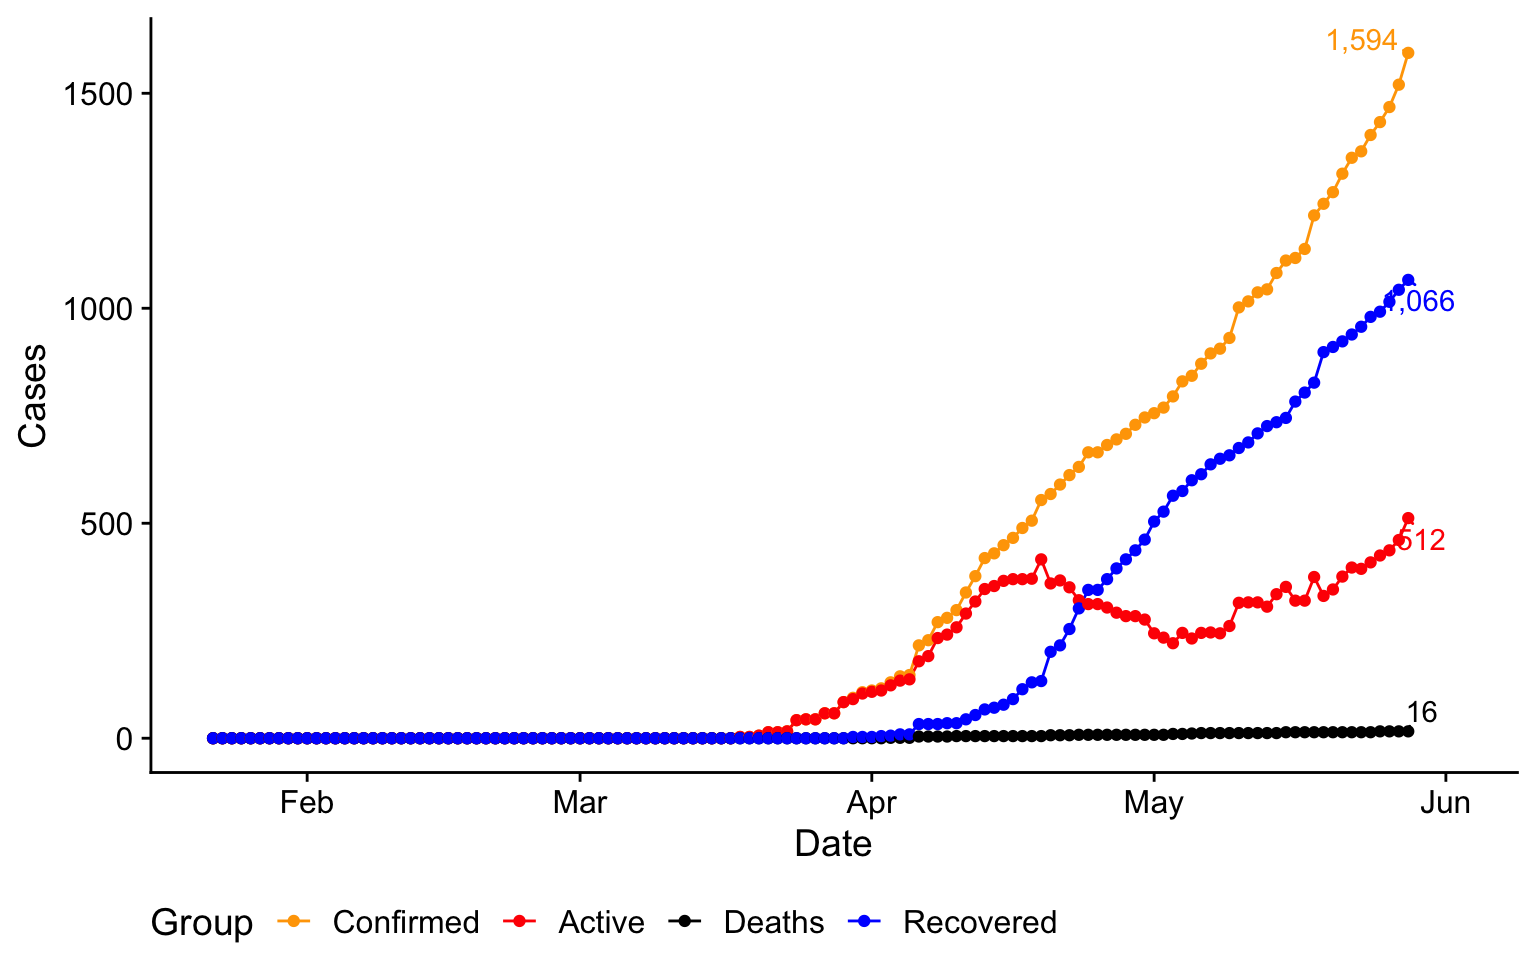 1,594
1500
1,066
1000
Cases
512
500
16
0
Feb Mar Apr May Jun
Date
Group Confirmed Active Deaths Recovered